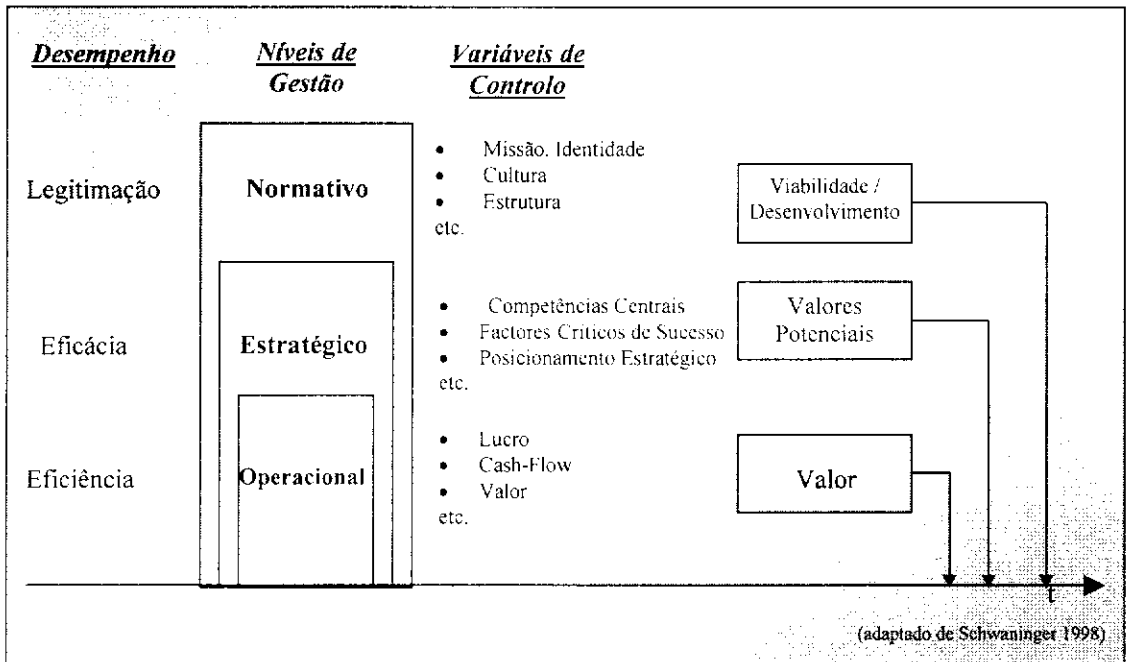 Desempenho
Níveis de
Gestão
Variáveis de
Controlo
Legitimação
Normativo
• Missão. Identidade
• Cultura
• Estrutura
etc.
Viabilidade /
Desenvolvimento
Eficácia
Estratégico
• Competências Centrais
• Factores Críticos de Sucesso
• Posicionamento Estratégico
etc.
Valores
Potenciais
Eficiência
Operacional
• Lucro
• Cash-Flow
• Valor
etc.
Valor
t
(adaptado de Schwaninger 1998)